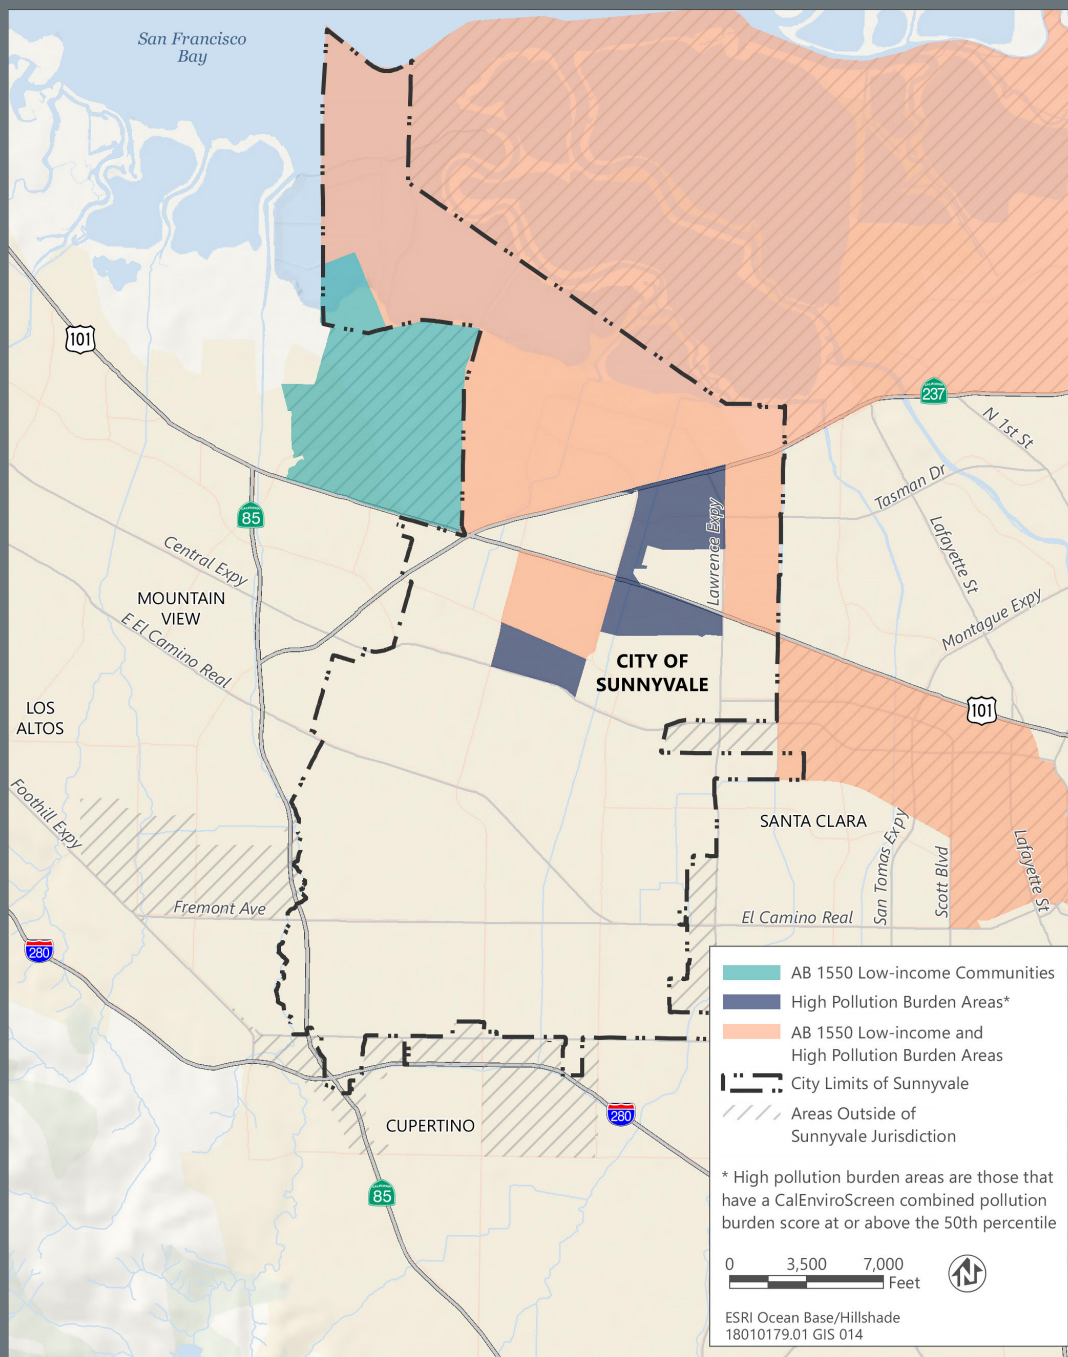 San Francisco
Bay
101
237
N 1st St
Tasman Dr
85
Lawrence Expy
Lafayette St
Central Expy
MOUNTAIN
VIEW
Montague Expy
E El Camino Real
CITY OF
SUNNYVALE
LOS
ALTOS
101
Foothill Expy
SANTA CLARA
San Tomas Expy
Scott Blvd
Lafayette St
Fremont Ave
El Camino Real
280
AB 1550 Low-income Communities
High Pollution Burden Areas*
AB 1550 Low-income and
High Pollution Burden Areas
City Limits of Sunnyvale
Areas Outside of
Sunnyvale Jurisdiction
280
CUPERTINO
85
* High pollution burden areas are those that
have a CalEnviroScreen combined pollution
burden score at or above the 50th percentile
0 3,500 7,000
Feet
N
ESRI Ocean Base/Hillshade
18010179.01 GIS 014